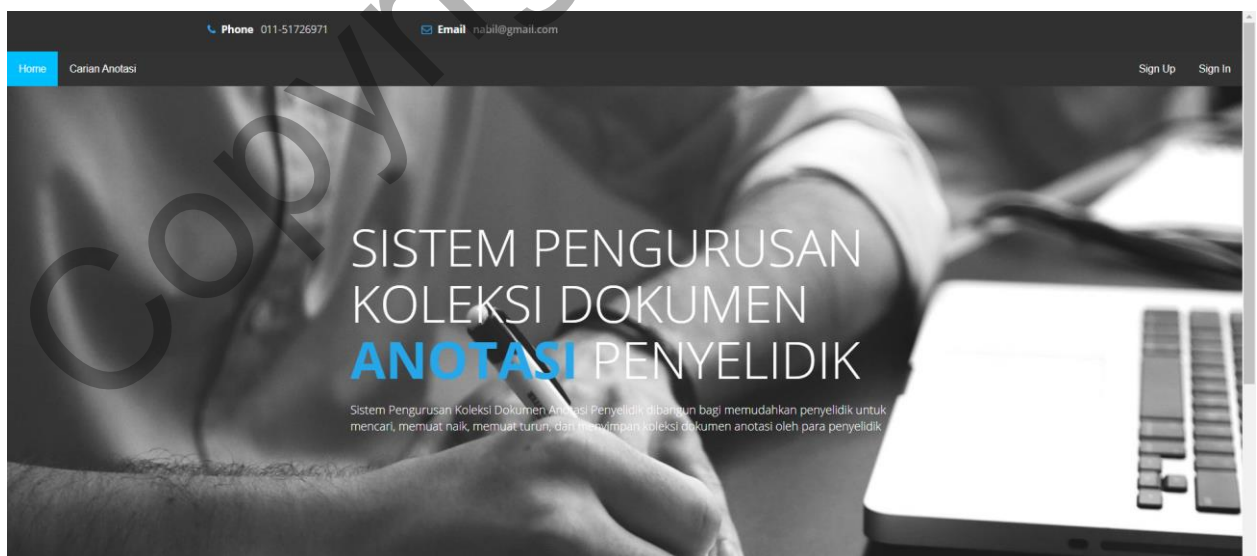 Phone 011-51726971 Email nabil@gmail.com
Home Carian Anotasi Sign Up Sign In
SISTEM PENGURUSAN
KOLEKSI DOKUMEN
ANOTASI PENYELIDIK
Sistem Pengurusan Koleksi Dokumen Anotasi Penyelidik dibangun bagi memudahkan penyelidik untuk
mencari, memuat naik, memuat turun, dan menyimpan koleksi dokumen anotasi oleh para penyelidik